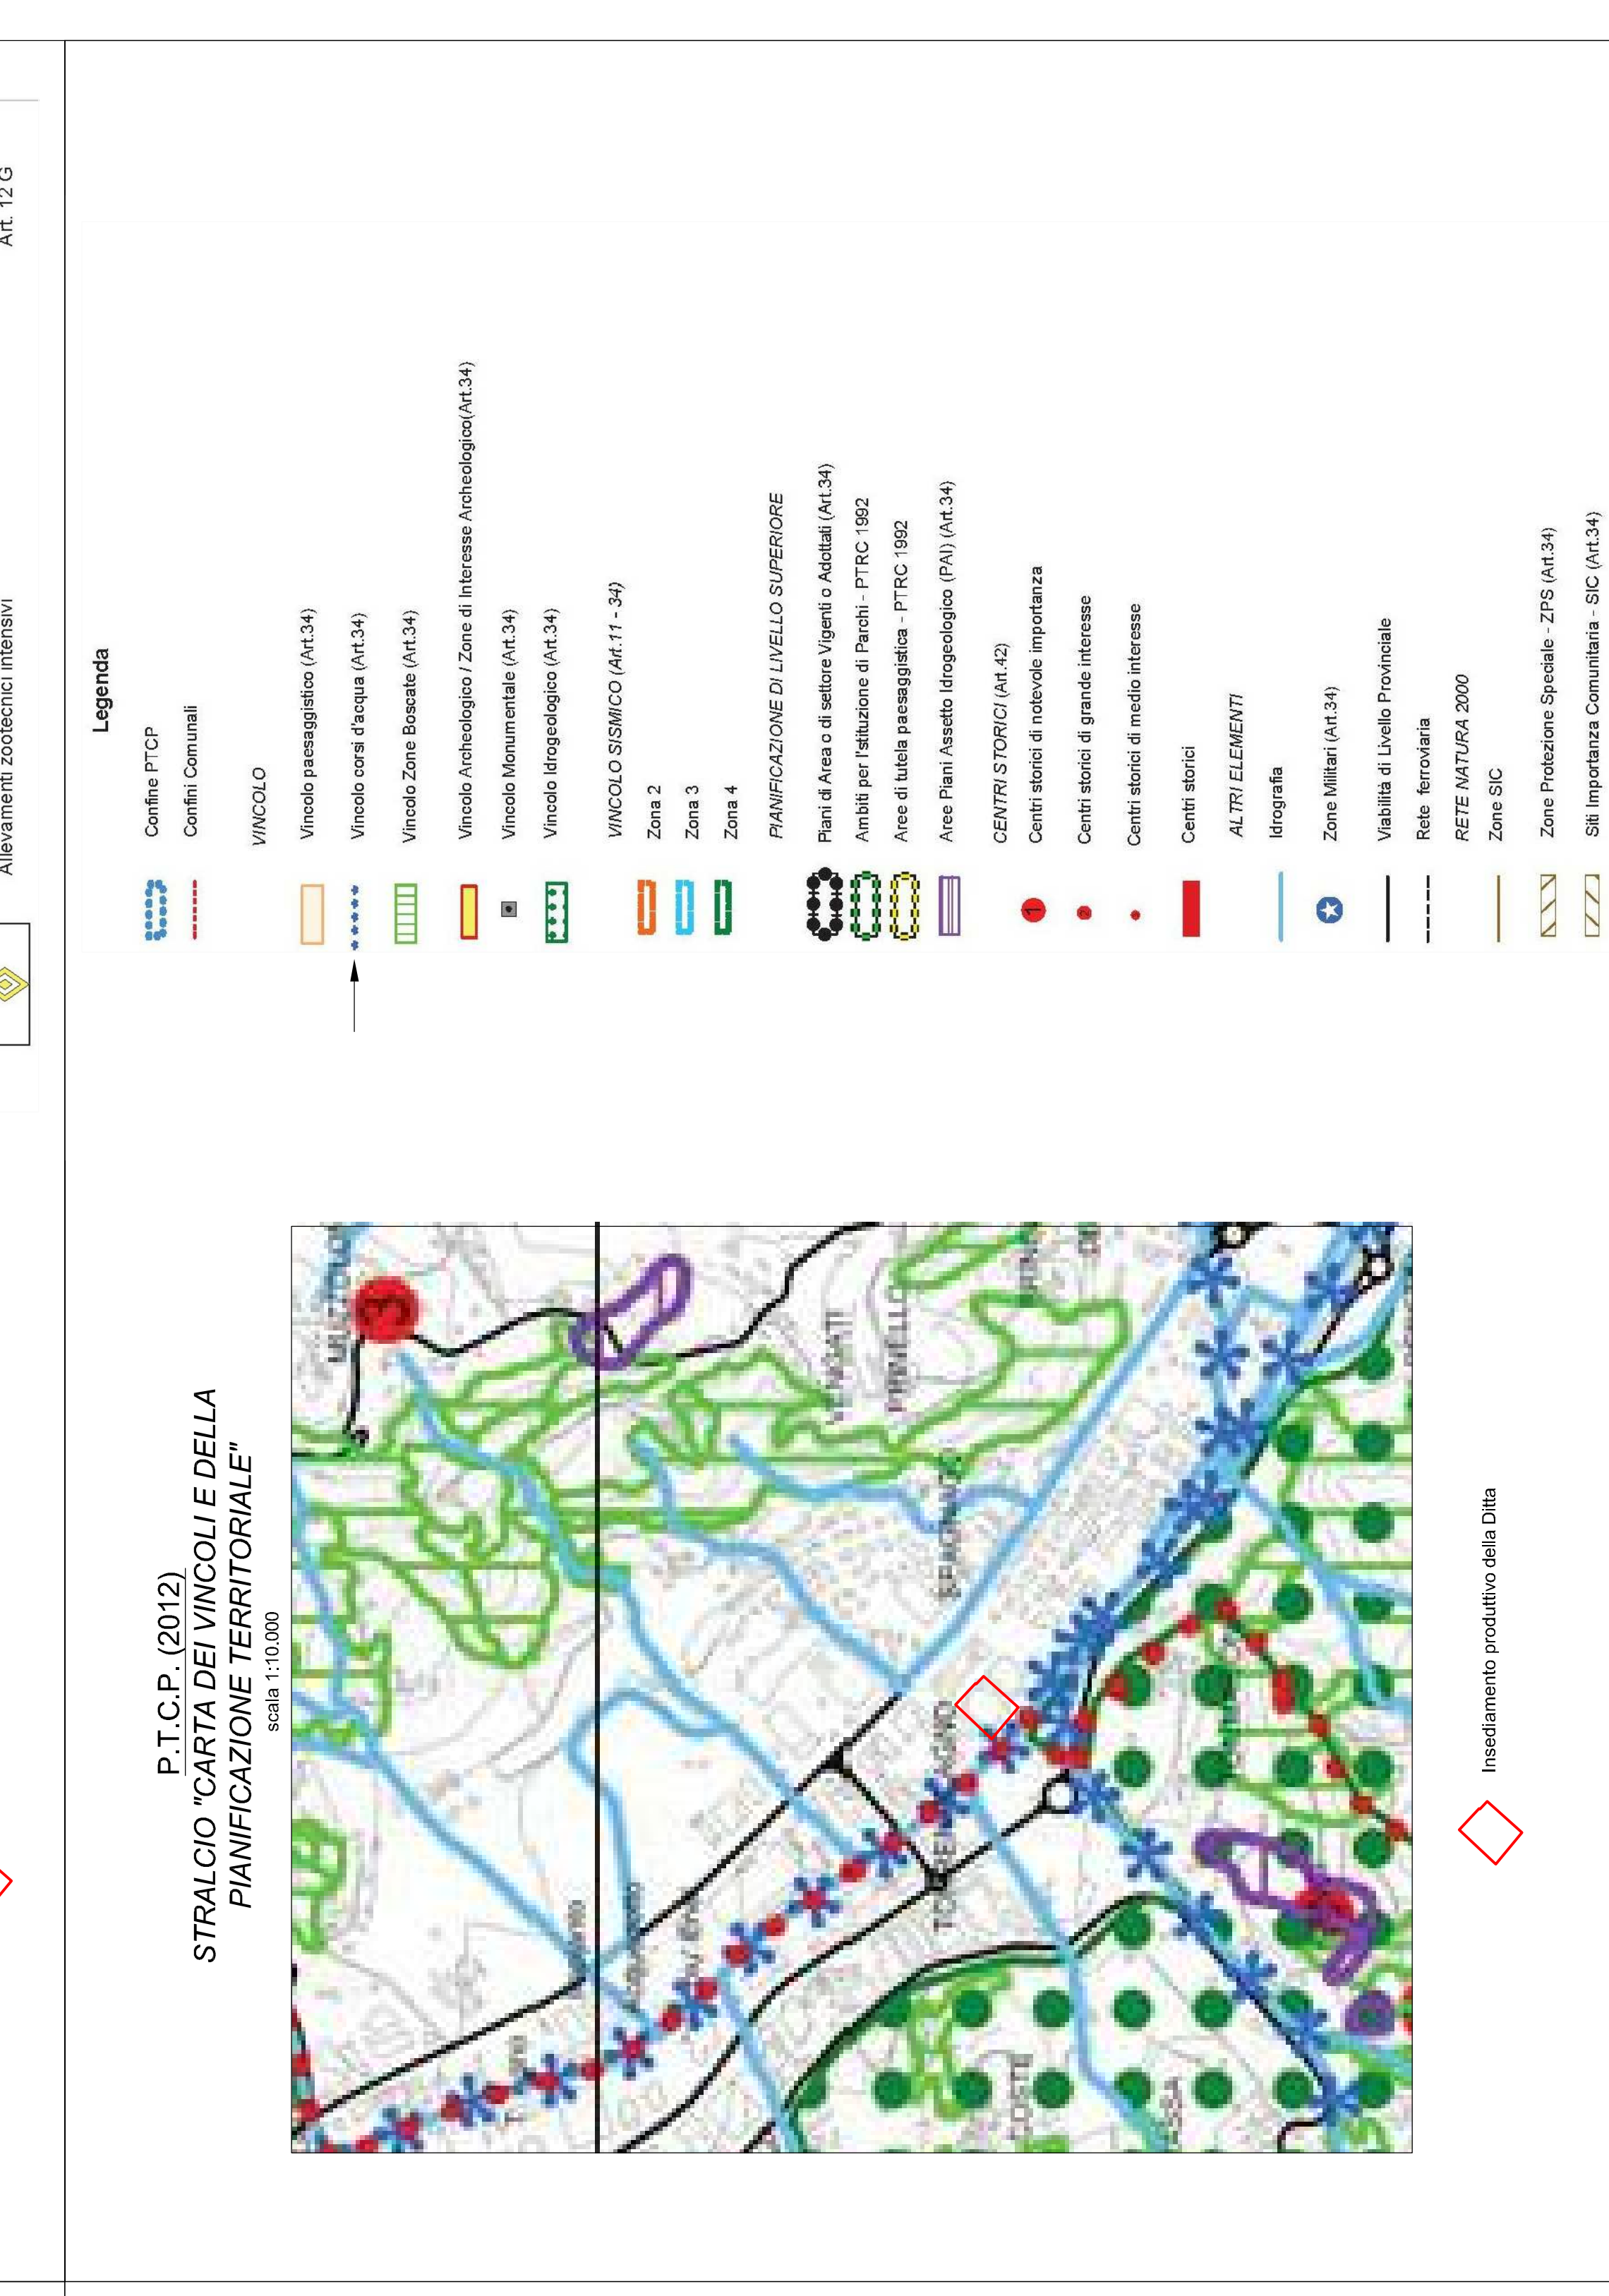 Allevamenti zootecnici intensivi
Art. 12 G
P.T.C.P. (2012)
STRALCIO "CARTA DEI VINCOLI E DELLA
PIANIFICAZIONE TERRITORIALE"
scala 1:10.000
3
SPAGNAGO
Insediamento produttivo della Ditta
Legenda
Confine PTCP
Confini Comunali
VINCOLO
Vincolo paesaggistico (Art.34)
Vincolo corsi d'acqua (Art.34)
Vincolo Zone Boscate (Art.34)
Vincolo Archeologico / Zone di Interesse Archeologico(Art.34)
Vincolo Monumentale (Art.34)
Vincolo Idrogeologico (Art.34)
VINCOLO SISMICO (Art.11 - 34)
Zona 2
Zona 3
Zona 4
PIANIFICAZIONE DI LIVELLO SUPERIORE
Piani di Area o di settore Vigenti o Adottati (Art.34)
Ambiti per l'istituzione di Parchi - PTRC 1992
Aree di tutela paesaggistica - PTRC 1992
Aree Piani Assetto Idrogeologico (PAI) (Art.34)
CENTRI STORICI (Art.42)
1 Centri storici di notevole importanza
2 Centri storici di grande interesse
Centri storici di medio interesse
Centri storici
ALTRI ELEMENTI
Idrografia
Zone Militari (Art.34)
Viabilità di Livello Provinciale
Rete ferroviaria
RETE NATURA 2000
Zone SIC
Zone Protezione Speciale - ZPS (Art.34)
Siti Importanza Comunitaria - SIC (Art.34)